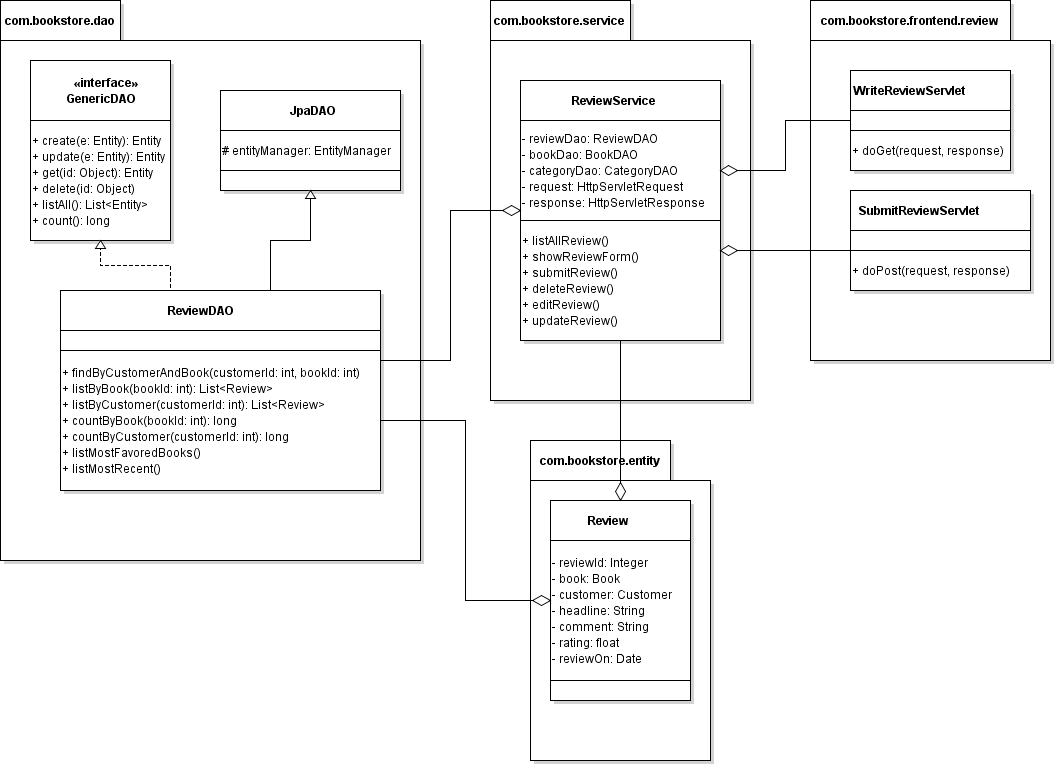 com.bookstore.dao
«interface»
GenericDAO
+ create(e: Entity): Entity
+ update(e: Entity): Entity
+ get(id: Object): Entity
+ delete(id: Object)
+ listAll(): List<Entity>
+ count(): long
JpaDAO
# entityManager: EntityManager
ReviewDAO
+ findByCustomerAndBook(customerId: int, bookId: int)
+ listByBook(bookId: int): List<Review>
+ listByCustomer(customerId: int): List<Review>
+ countByBook(bookId: int): long
+ countByCustomer(customerId: int): long
+ listMostFavoredBooks()
+ listMostRecent()
com.bookstore.service
ReviewService
- reviewDao: ReviewDAO
- bookDao: BookDAO
- categoryDao: CategoryDAO
- request: HttpServletRequest
- response: HttpServletResponse
+ listAllReview()
+ showReviewForm()
+ submitReview()
+ deleteReview()
+ editReview()
+ updateReview()
com.bookstore.frontend.review
WriteReviewServlet
+ doGet(request, response)
SubmitReviewServlet
+ doPost(request, response)
com.bookstore.entity
Review
- reviewId: Integer
- book: Book
- customer: Customer
- headline: String
- comment: String
- rating: float
- reviewOn: Date